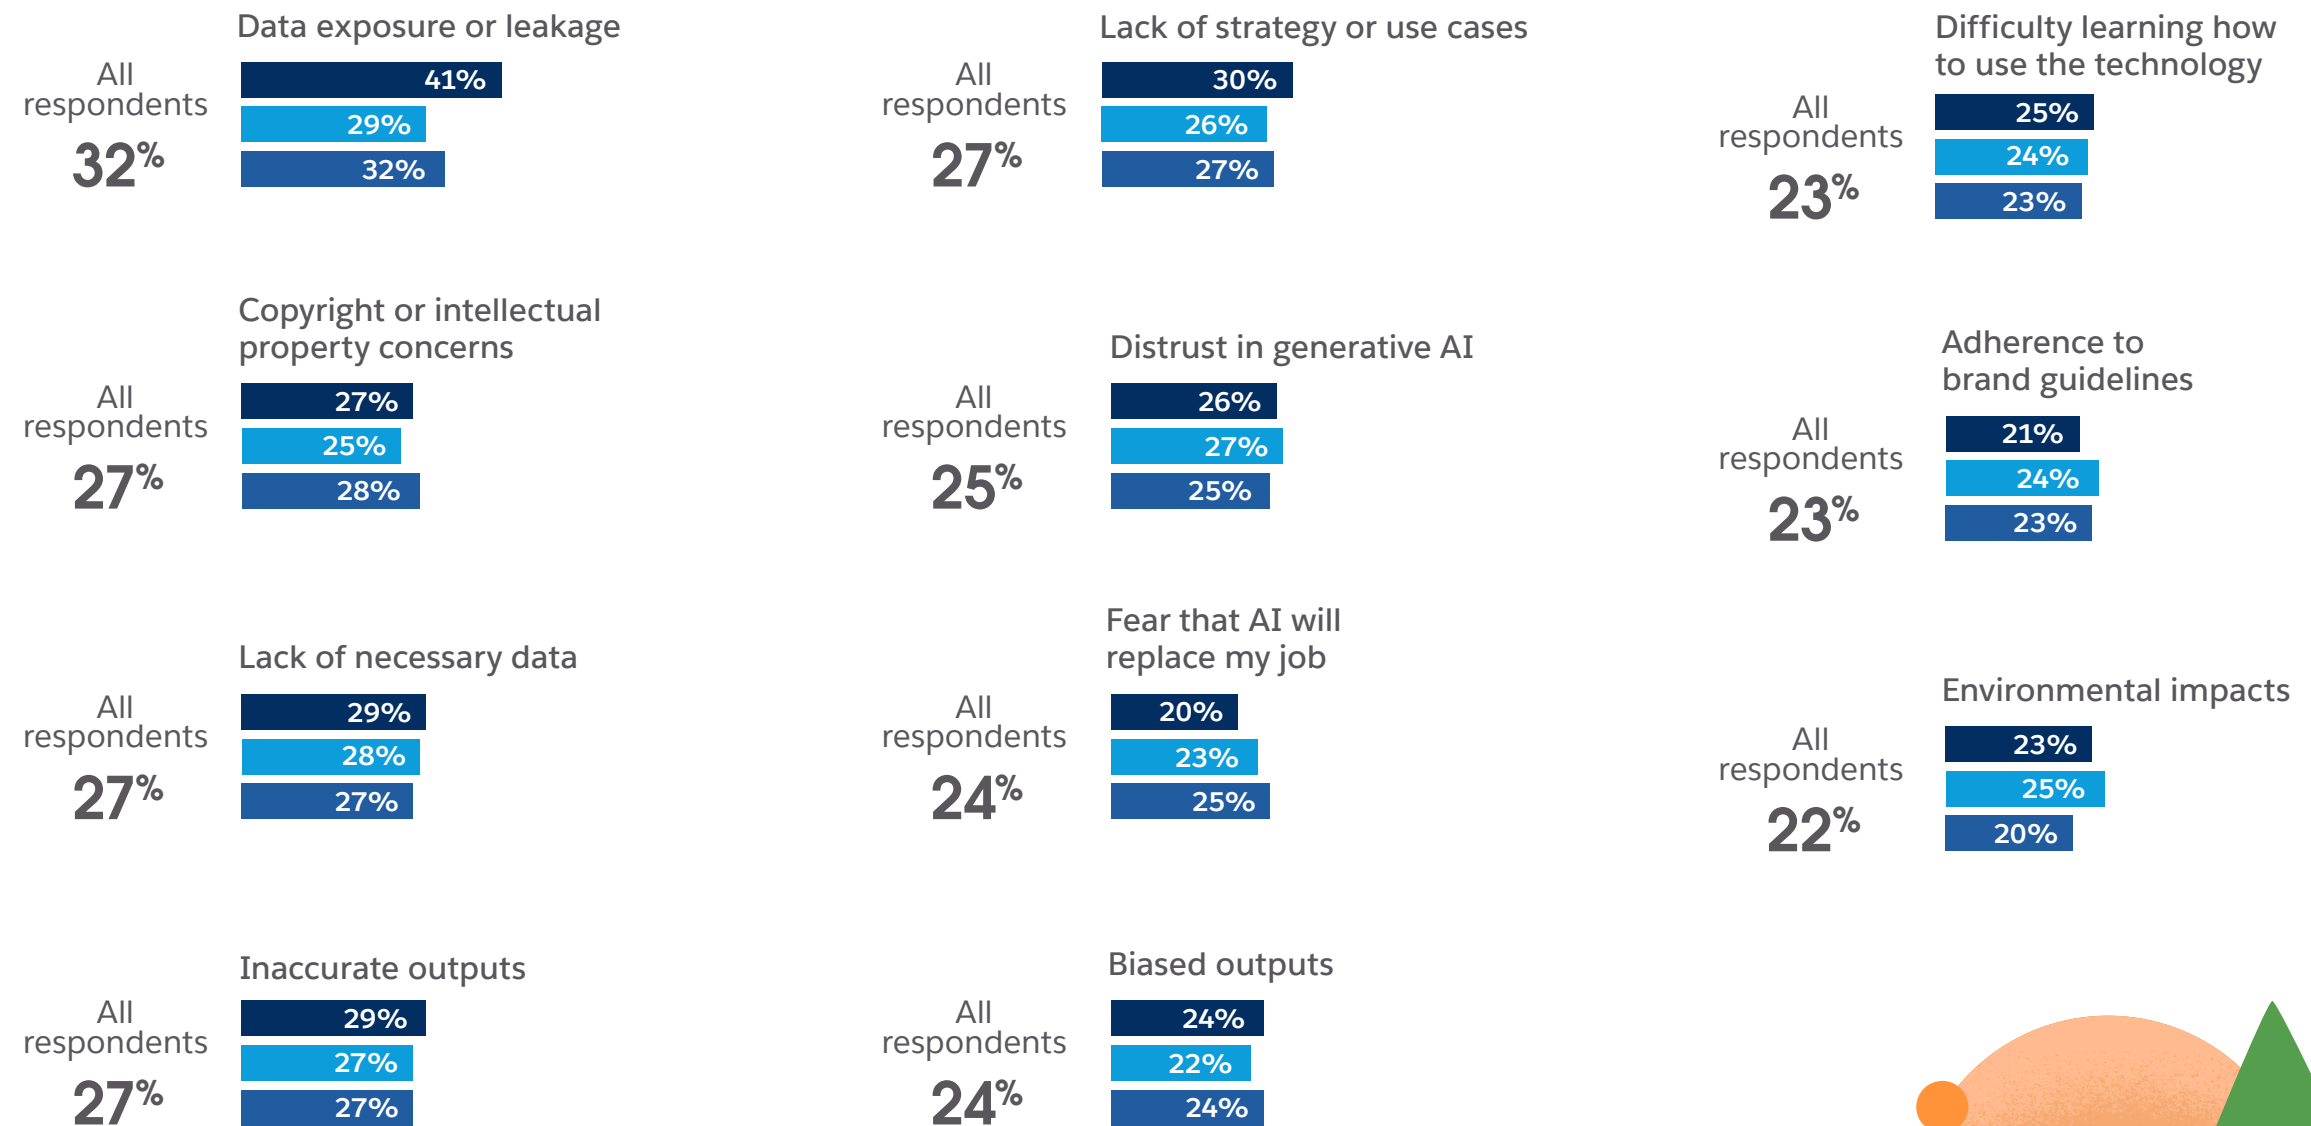 Data exposure or leakage
All
respondents
32%
41%
29%
32%
Copyright or intellectual
property concerns
All
respondents
27%
27%
25%
28%
Lack of necessary data
All
respondents
27%
29%
28%
27%
Inaccurate outputs
All
respondents
27%
29%
27%
27%
Lack of strategy or use cases
All
respondents
27%
30%
26%
27%
Distrust in generative AI
All
respondents
25%
26%
27%
25%
Fear that AI will
replace my job
All
respondents
24%
20%
23%
25%
Biased outputs
All
respondents
24%
24%
22%
24%
Difficulty learning how
to use the technology
All
respondents
23%
25%
24%
23%
Adherence to
brand guidelines
All
respondents
23%
21%
24%
23%
Environmental impacts
All
respondents
22%
23%
25%
20%